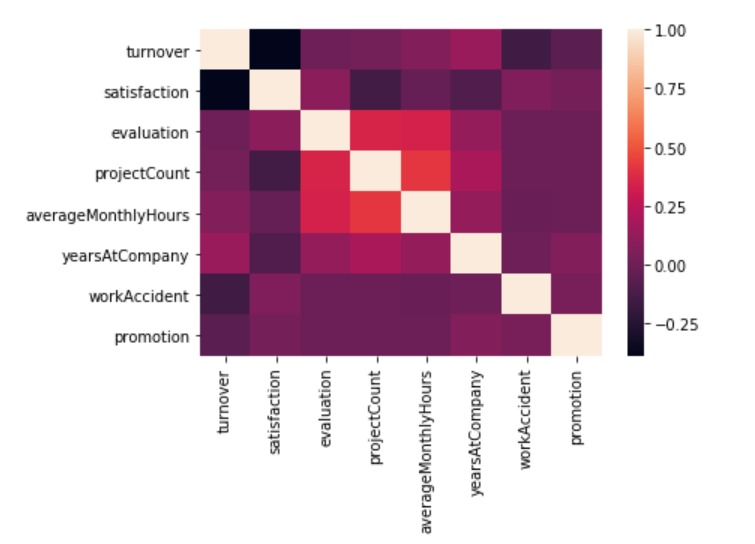 turnover
satisfaction
evaluation
projectCount
averageMonthlyHours
yearsAtCompany
workAccident
promotion
turnover
satisfaction
evaluation
projectCount
averageMonthlyHours
yearsAtCompany
workAccident
promotion
1.00
0.75
0.50
0.25
0.00
−0.25